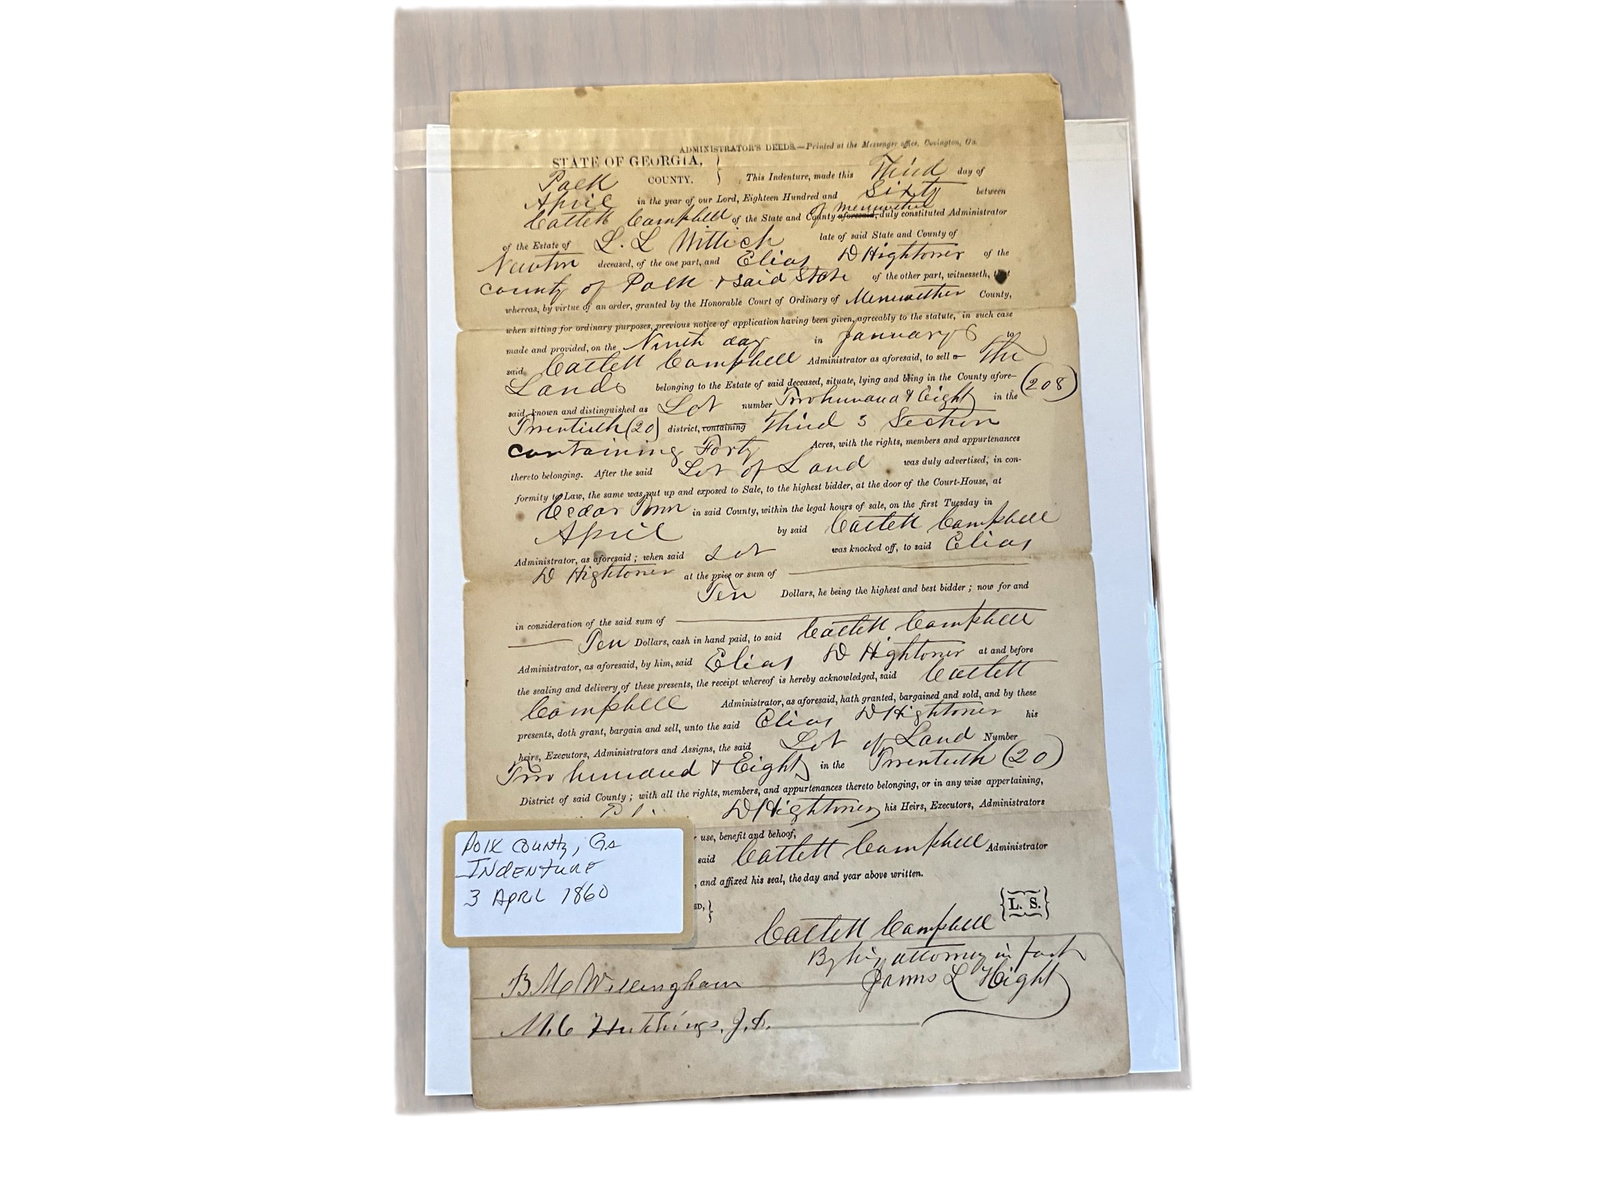 ADMINISTRATOR'S DEEDS.—Printed at the Messenger office, Covington, Ga.
STATE OF GEORGIA,
Polk COUNTY. This Indenture, made this Third day of
April in the year of our Lord, Eighteen Hundred and Sixty between
Catlett Campbell of the State and County of Meriwether aforesaid, duly constituted Administrator
of the Estate of L. L Wittich late of said State and County of
Newton deceased, of the one part, and Elias D Hightoner of the
county of Polk & said State of the other part, witnesseth, that
whereas, by virtue of an order, granted by the Honorable Court of Ordinary of Meriwether County,
when sitting for ordinary purposes, previous notice of application having been given, agreeably to the statute, in such case
made and provided, on the Ninth day in January to
said Catlett Campbell Administrator as aforesaid, to sell The
Lands belonging to the Estate of said deceased, situate, lying and being in the County afore-
said, known and distinguished as Lot number Two hundred & Eight (208) in the
Twentieth (20) district, containing Third 3 Section
containing Forty Acres, with the rights, members and appurtenances
thereto belonging. After the said Lot of Land was duly advertised, in con-
formity to Law, the same was put up and exposed to Sale, to the highest bidder, at the door of the Court-House, at
Cedar Town in said County, within the legal hours of sale, on the first Tuesday in
April by said Catlett Campbell
Administrator, as aforesaid; when said Lot was knocked off, to said Elias
D Hightoner at the price or sum of
Ten Dollars, he being the highest and best bidder; now for and
in consideration of the said sum of
Ten Dollars, cash in hand paid, to said Catlett Campbell
Administrator, as aforesaid, by him, said Elias D Hightoner at and before
the sealing and delivery of these presents, the receipt whereof is hereby acknowledged, said Catlett
Campbell Administrator, as aforesaid, hath granted, bargained and sold, and by these
presents, doth grant, bargain and sell, unto the said Elias D Hightoner his
heirs, Executors, Administrators and Assigns, the said Lot of Land Number
Two hundred & Eight in the Twentieth (20)
District of said County; with all the rights, members, and appurtenances thereto belonging, or in any wise appertaining,
D Hightoner his Heirs, Executors, Administrators
use, benefit and behoof,
said Catlett Campbell Administrator
, and affixed his seal, the day and year above written.
Polk County, Ga
Indenture
3 April 1860
L. S.
Catlett Campbell
By his attorney in fact
James L Hight
B M Willingham
M. C Hutchings, J. P.